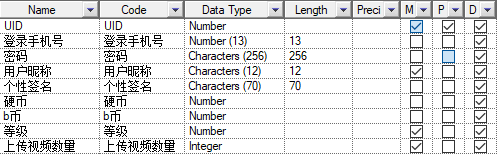 Name Code Data Type Length Preci M P D
UID UID Number
登录手机号 登录手机号 Number (13) 13
密码 密码 Characters (256) 256
用户昵称 用户昵称 Characters (12) 12
个性签名 个性签名 Characters (70) 70
硬币 硬币 Number
b币 b币 Number
等级 等级 Number
上传视频数量 上传视频数量 Integer